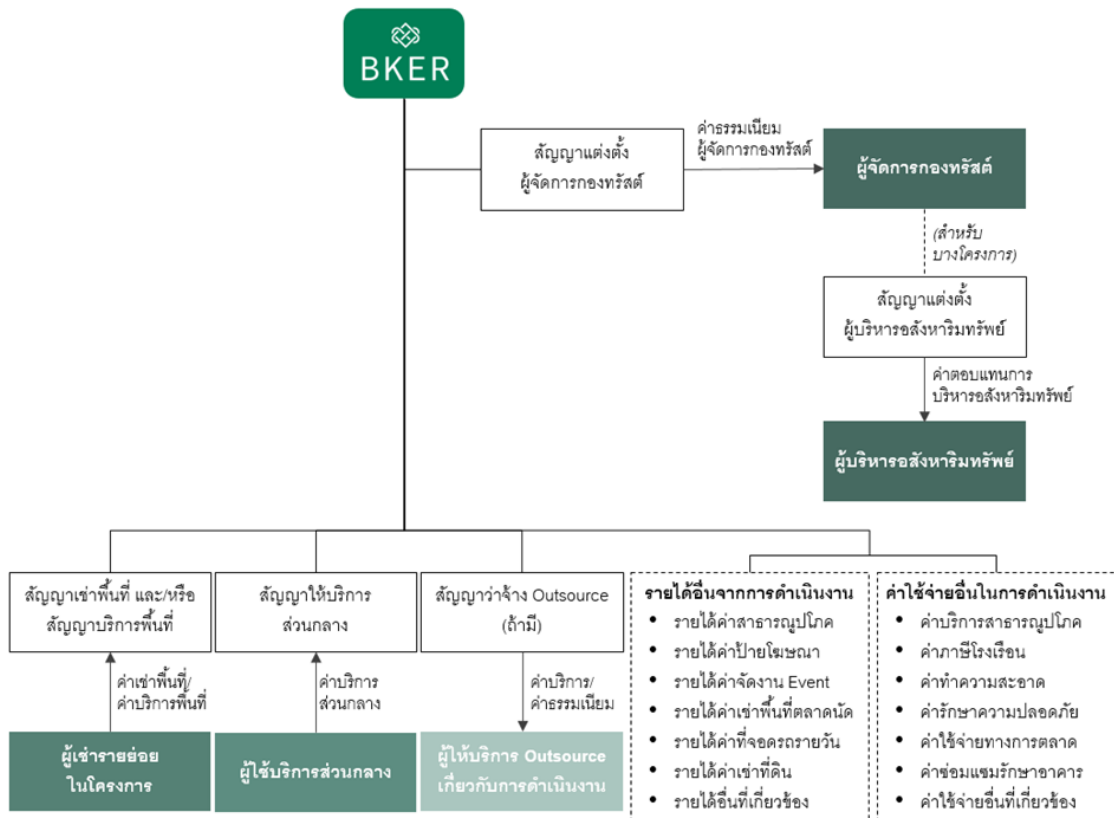 BKER
สัญญาแต่งตั้ง
ผู้จัดการกองทรัสต์
ค่าธรรมเนียม
ผู้จัดการกองทรัสต์
ผู้จัดการกองทรัสต์
(สำหรับ
บางโครงการ)
สัญญาแต่งตั้ง
ผู้บริหารอสังหาริมทรัพย์
ค่าตอบแทนการ
บริหารอสังหาริมทรัพย์
ผู้บริหารอสังหาริมทรัพย์
สัญญาเช่าพื้นที่ และ/หรือ
สัญญาบริการพื้นที่
ค่าเช่าพื้นที่/
ค่าบริการพื้นที่
ผู้เช่ารายย่อย
ในโครงการ
สัญญาให้บริการ
ส่วนกลาง
ค่าบริการ
ส่วนกลาง
ผู้ใช้บริการส่วนกลาง
สัญญาว่าจ้าง Outsource
(ถ้ามี)
ค่าบริการ/
ค่าธรรมเนียม
ผู้ให้บริการ Outsource
เกี่ยวกับการดำเนินงาน
รายได้อื่นจากการดำเนินงาน
• รายได้ค่าสาธารณูปโภค
• รายได้ค่าป้ายโฆษณา
• รายได้ค่าจัดงาน Event
• รายได้ค่าเช่าพื้นที่ตลาดนัด
• รายได้ค่าที่จอดรถรายวัน
• รายได้ค่าเช่าที่ดิน
• รายได้อื่นที่เกี่ยวข้อง
ค่าใช้จ่ายอื่นในการดำเนินงาน
• ค่าบริการสาธารณูปโภค
• ค่าภาษีโรงเรือน
• ค่าทำความสะอาด
• ค่ารักษาความปลอดภัย
• ค่าใช้จ่ายทางการตลาด
• ค่าซ่อมแซมรักษาอาคาร
• ค่าใช้จ่ายอื่นที่เกี่ยวข้อง